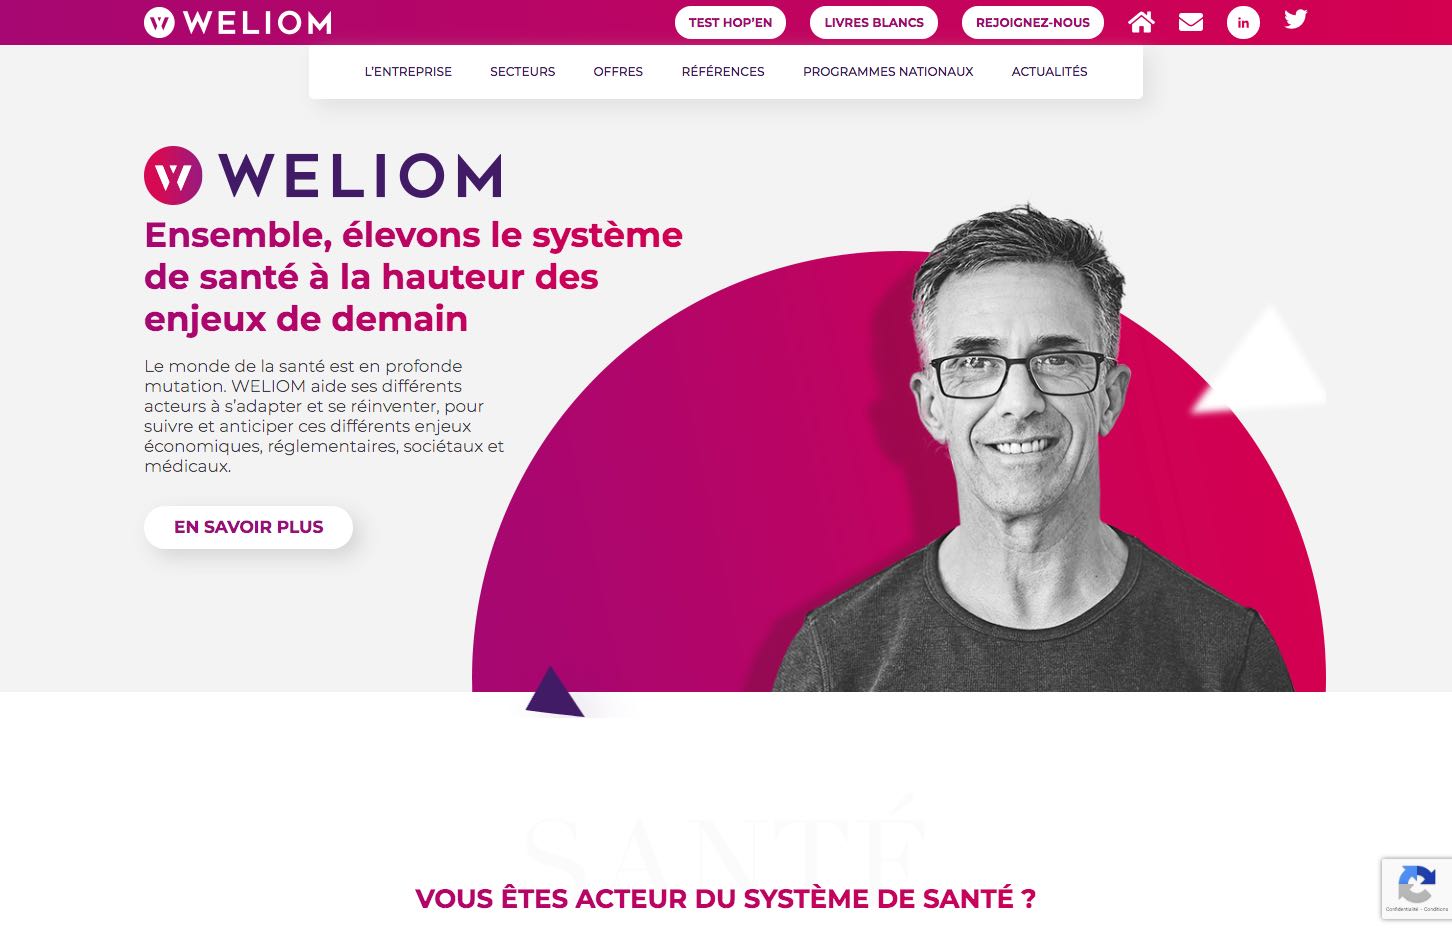 WELIOM
TEST HOP'EN
LIVRES BLANCS
REJOIGNEZ-NOUS
in
L'ENTREPRISE
SECTEURS
OFFRES
RÉFÉRENCES
PROGRAMMES NATIONAUX
ACTUALITÉS
W WELIOM
Ensemble, élevons le système
de santé à la hauteur des
enjeux de demain
Le monde de la santé est en profonde
mutation. WELIOM aide ses différents
acteurs à s'adapter et se réinventer, pour
suivre et anticiper ces différents enjeux
économiques, réglementaires, sociétaux et
médicaux.
EN SAVOIR PLUS
SANTÉ
VOUS ÊTES ACTEUR DU SYSTÈME DE SANTÉ ?
Confidentialité - Conditions